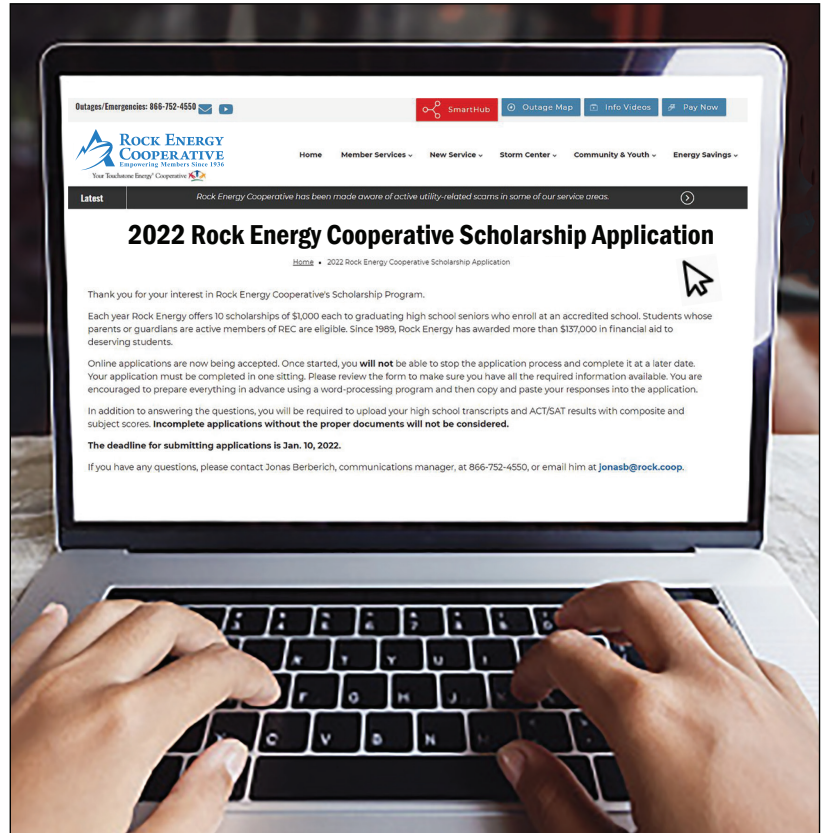 Outages/Emergencies: 866-752-4550
SmartHub
Outage Map
Info Videos
Pay Now
ROCK ENERGY
COOPERATIVE
Empowering Members Since 1936
Your Touchstone Energy® Cooperative
Home Member Services New Service Storm Center Community & Youth Energy Savings
Latest Rock Energy Cooperative has been made aware of active utility-related scams in some of our service areas.
2022 Rock Energy Cooperative Scholarship Application
Home • 2022 Rock Energy Cooperative Scholarship Application
Thank you for your interest in Rock Energy Cooperative's Scholarship Program.
Each year Rock Energy offers 10 scholarships of $1,000 each to graduating high school seniors who enroll at an accredited school. Students whose
parents or guardians are active members of REC are eligible. Since 1989, Rock Energy has awarded more than $137,000 in financial aid to
deserving students.
Online applications are now being accepted. Once started, you will not be able to stop the application process and complete it at a later date.
Your application must be completed in one sitting. Please review the form to make sure you have all the required information available. You are
encouraged to prepare everything in advance using a word-processing program and then copy and paste your responses into the application.
In addition to answering the questions, you will be required to upload your high school transcripts and ACT/SAT results with composite and
subject scores. Incomplete applications without the proper documents will not be considered.
The deadline for submitting applications is Jan. 10, 2022.
If you have any questions, please contact Jonas Berberich, communications manager, at 866-752-4550, or email him at jonasb@rock.coop.
R T Y U I
F G H J
C V B N